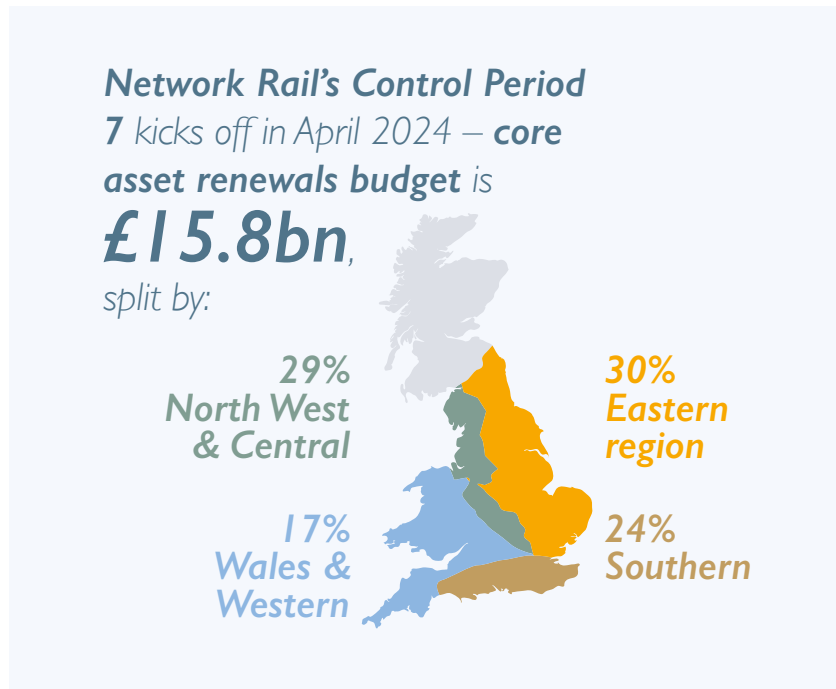 Network Rail’s Control Period
7 kicks off in April 2024 – core
asset renewals budget is
£15.8bn,
split by:
29%
North West
& Central
30%
Eastern
region
17%
Wales &
Western
24%
Southern